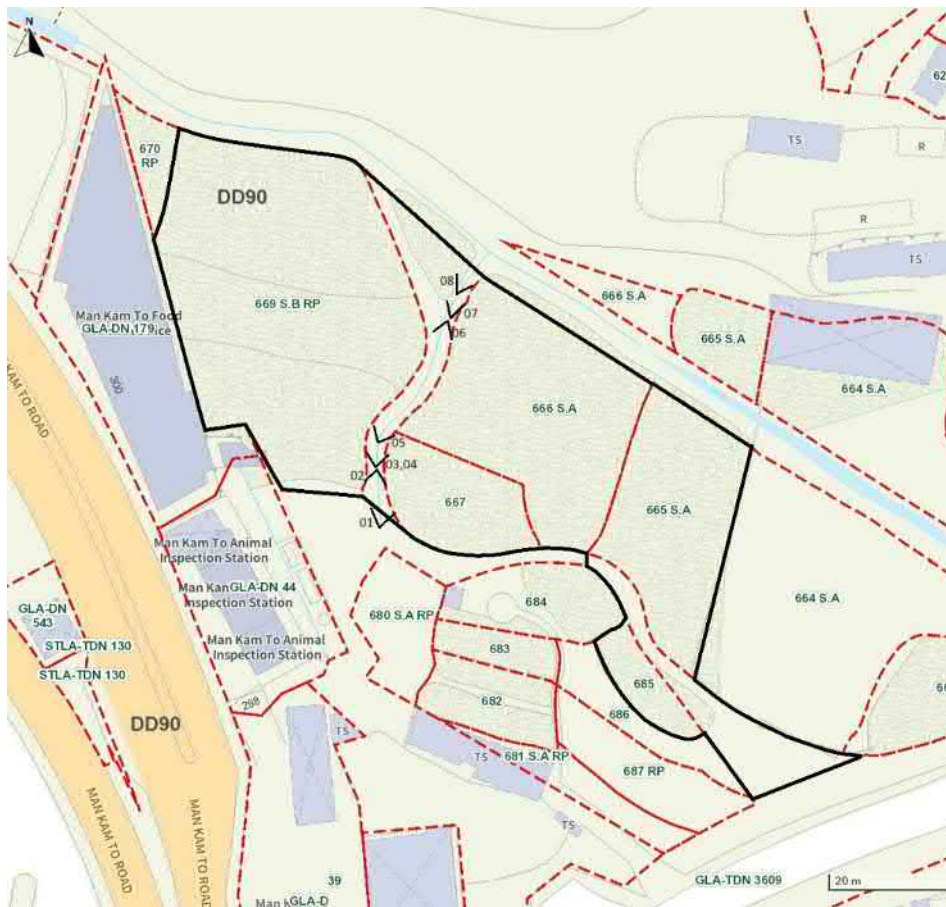 N
62
TS
R
670
RP
DD90
R
TS
08
07
06
666 S.A
669 S.B RP
Man Kam To Food
GLA-DN 179
ice
665 S.A
300
664 S.A
KAM TO ROAD
666 S.A
05
03,04
02
667
665 S.A
01
Man Kam To Animal
Inspection Station
Man Kam
GLA-DN 44
Inspection Station
GLA-DN
543
684
664 S.A
680 S.A RP
STLA-TDN 130
Man Kam To Animal
Inspection Station
683
STLA-TDN 130
682
685
298
686
DD90
TS
TS
681 S.A RP
687 RP
MAN KAM TO ROAD
MAN KAM TO ROAD
TS
39
GLA-TDN 3609
20 m
GLA-D